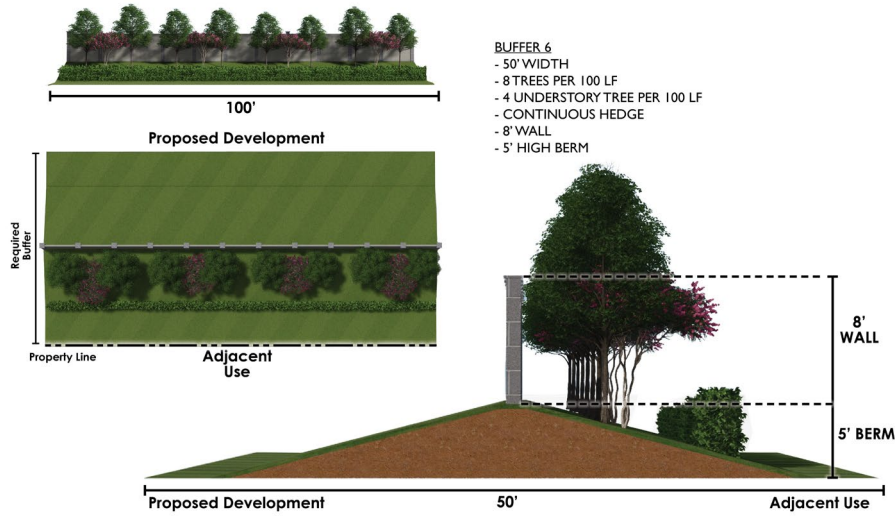 100'
Proposed Development
Required
Buffer
Property Line
Adjacent
Use
BUFFER 6
- 50' WIDTH
- 8 TREES PER 100 LF
- 4 UNDERSTORY TREE PER 100 LF
- CONTINUOUS HEDGE
- 8' WALL
- 5' HIGH BERM
8'
WALL
5' BERM
Proposed Development
50'
Adjacent Use